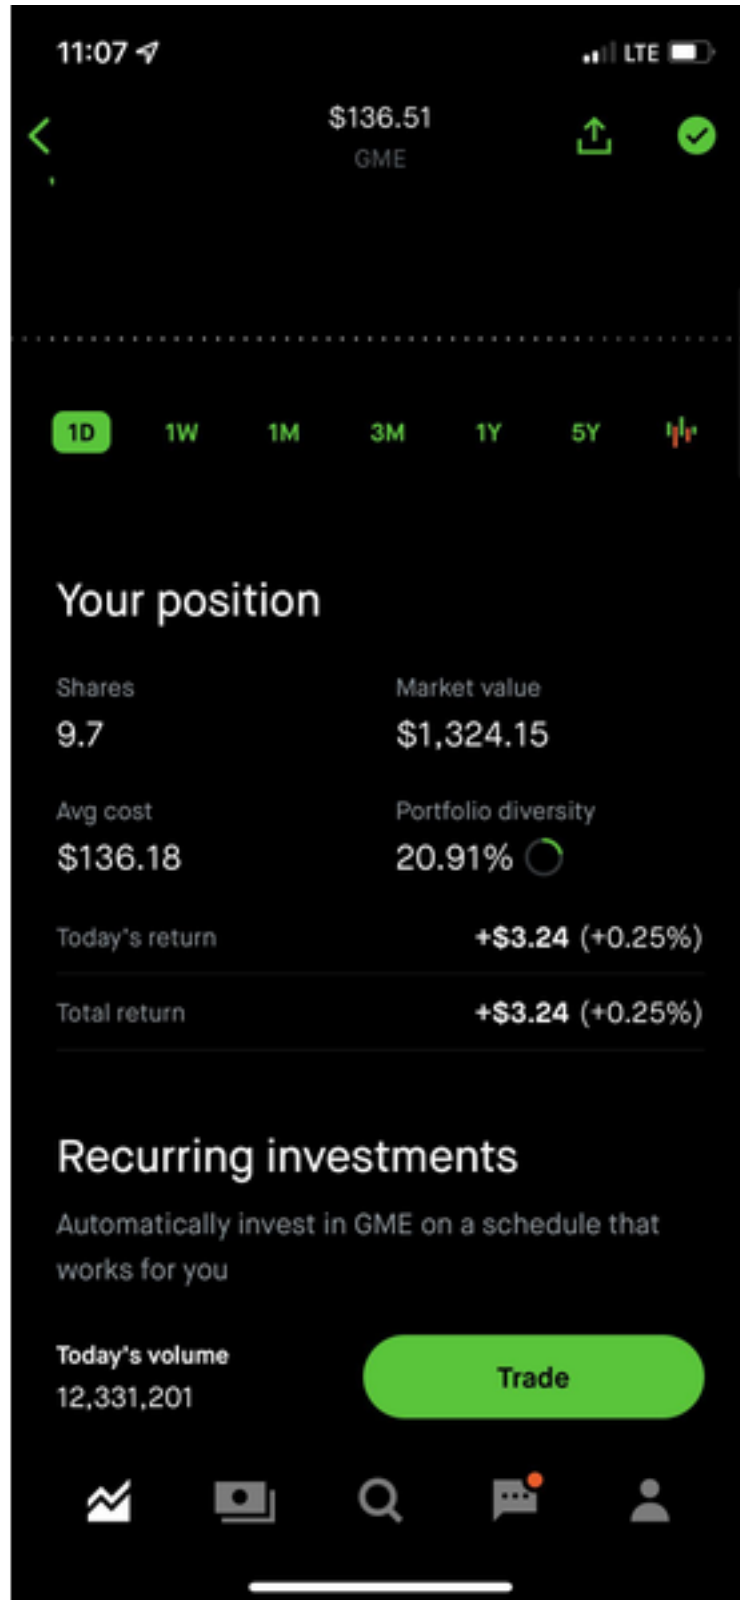 11:07
LTE
$136.51
GME
1D 1W 1M 3M 1Y 5Y
Your position
Shares Market value
9.7 $1,324.15
Avg cost Portfolio diversity
$136.18 20.91%
Today's return +$3.24 (+0.25%)
Total return +$3.24 (+0.25%)
Recurring investments
Automatically invest in GME on a schedule that
works for you
Today's volume
12,331,201
Trade